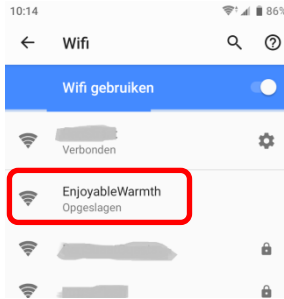 10:14
86%
Wifi
Wifi gebruiken
Verbonden
EnjoyableWarmth
Opgeslagen